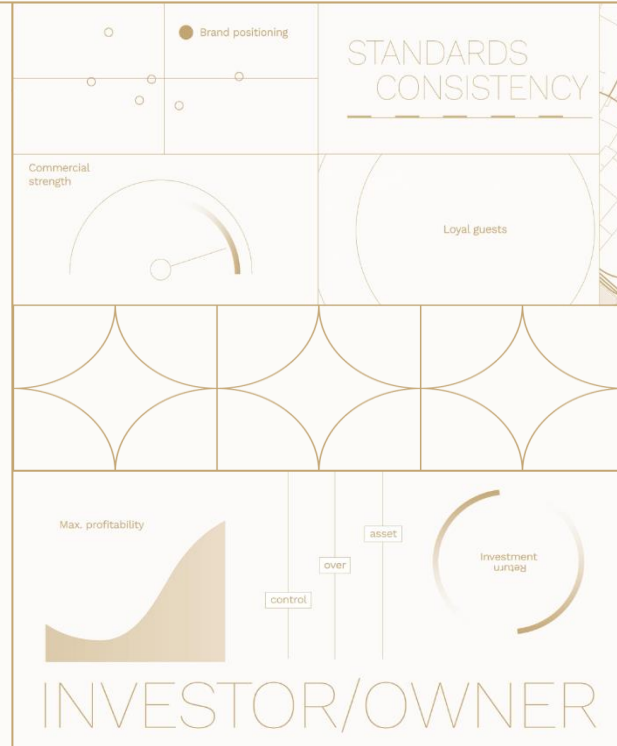 Brand positioning
STANDARDS
CONSISTENCY
Commercial
strength
Loyal guests
Max. profitability
asset
over
control
Investment
Return
INVESTOR/OWNER